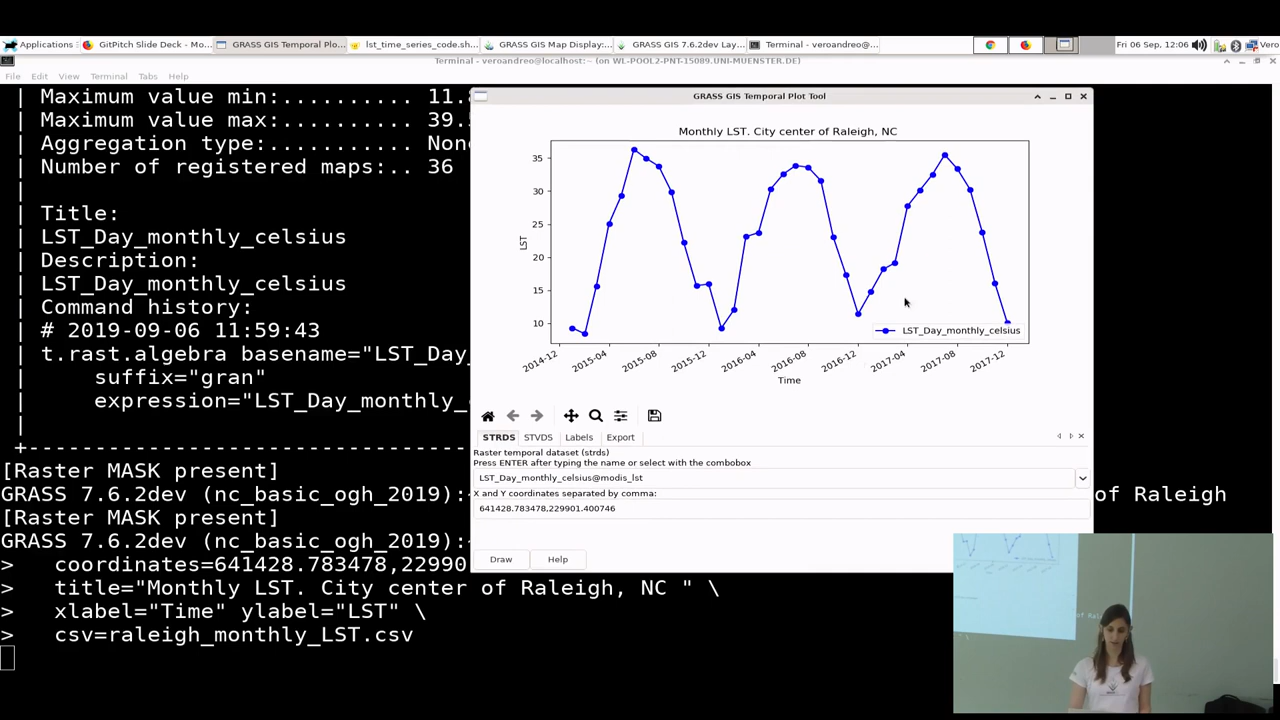 Applications
GitPitch Slide Deck - Mo...
GRASS GIS Temporal Plo...
lst_time_series_code.sh...
GRASS GIS Map Display:...
GRASS GIS 7.6.2dev Lay...
Terminal - veroandreo@...
Fri 06 Sep, 12:06
Vero
Terminal - veroandreo@localhost:~ (on WL-POOL2-PNT-15089.UNI-MUENSTER.DE)
File Edit View Terminal Tabs Help
| Maximum value min:.......... 11.
| Maximum value max:.......... 39.
| Aggregation type:........... Non
| Number of registered maps:.. 36
|
| Title:
| LST_Day_monthly_celsius
| Description:
| LST_Day_monthly_celsius
| Command history:
| # 2019-09-06 11:59:43
| t.rast.algebra basename="LST_Day_
| suffix="gran"
| expression="LST_Day_monthly_
|
+----------------------------
[Raster MASK present]
GRASS 7.6.2dev (nc_basic_ogh_2019):
of Raleigh
[Raster MASK present]
GRASS 7.6.2dev (nc_basic_ogh_2019):
> coordinates=641428.783478,22990
> title="Monthly LST. City center of Raleigh, NC " \
> xlabel="Time" ylabel="LST" \
> csv=raleigh_monthly_LST.csv
GRASS GIS Temporal Plot Tool
Monthly LST. City center of Raleigh, NC
35
30
25
20
15
10
LST
LST_Day_monthly_celsius
2014-12 2015-04 2015-08 2015-12 2016-04 2016-08 2016-12 2017-04 2017-08 2017-12
Time
STRDS STVDS Labels Export
Raster temporal dataset (strds)
Press ENTER after typing the name or select with the combobox
LST_Day_monthly_celsius@modis_lst
X and Y coordinates separated by comma:
641428.783478,229901.400746
Draw Help